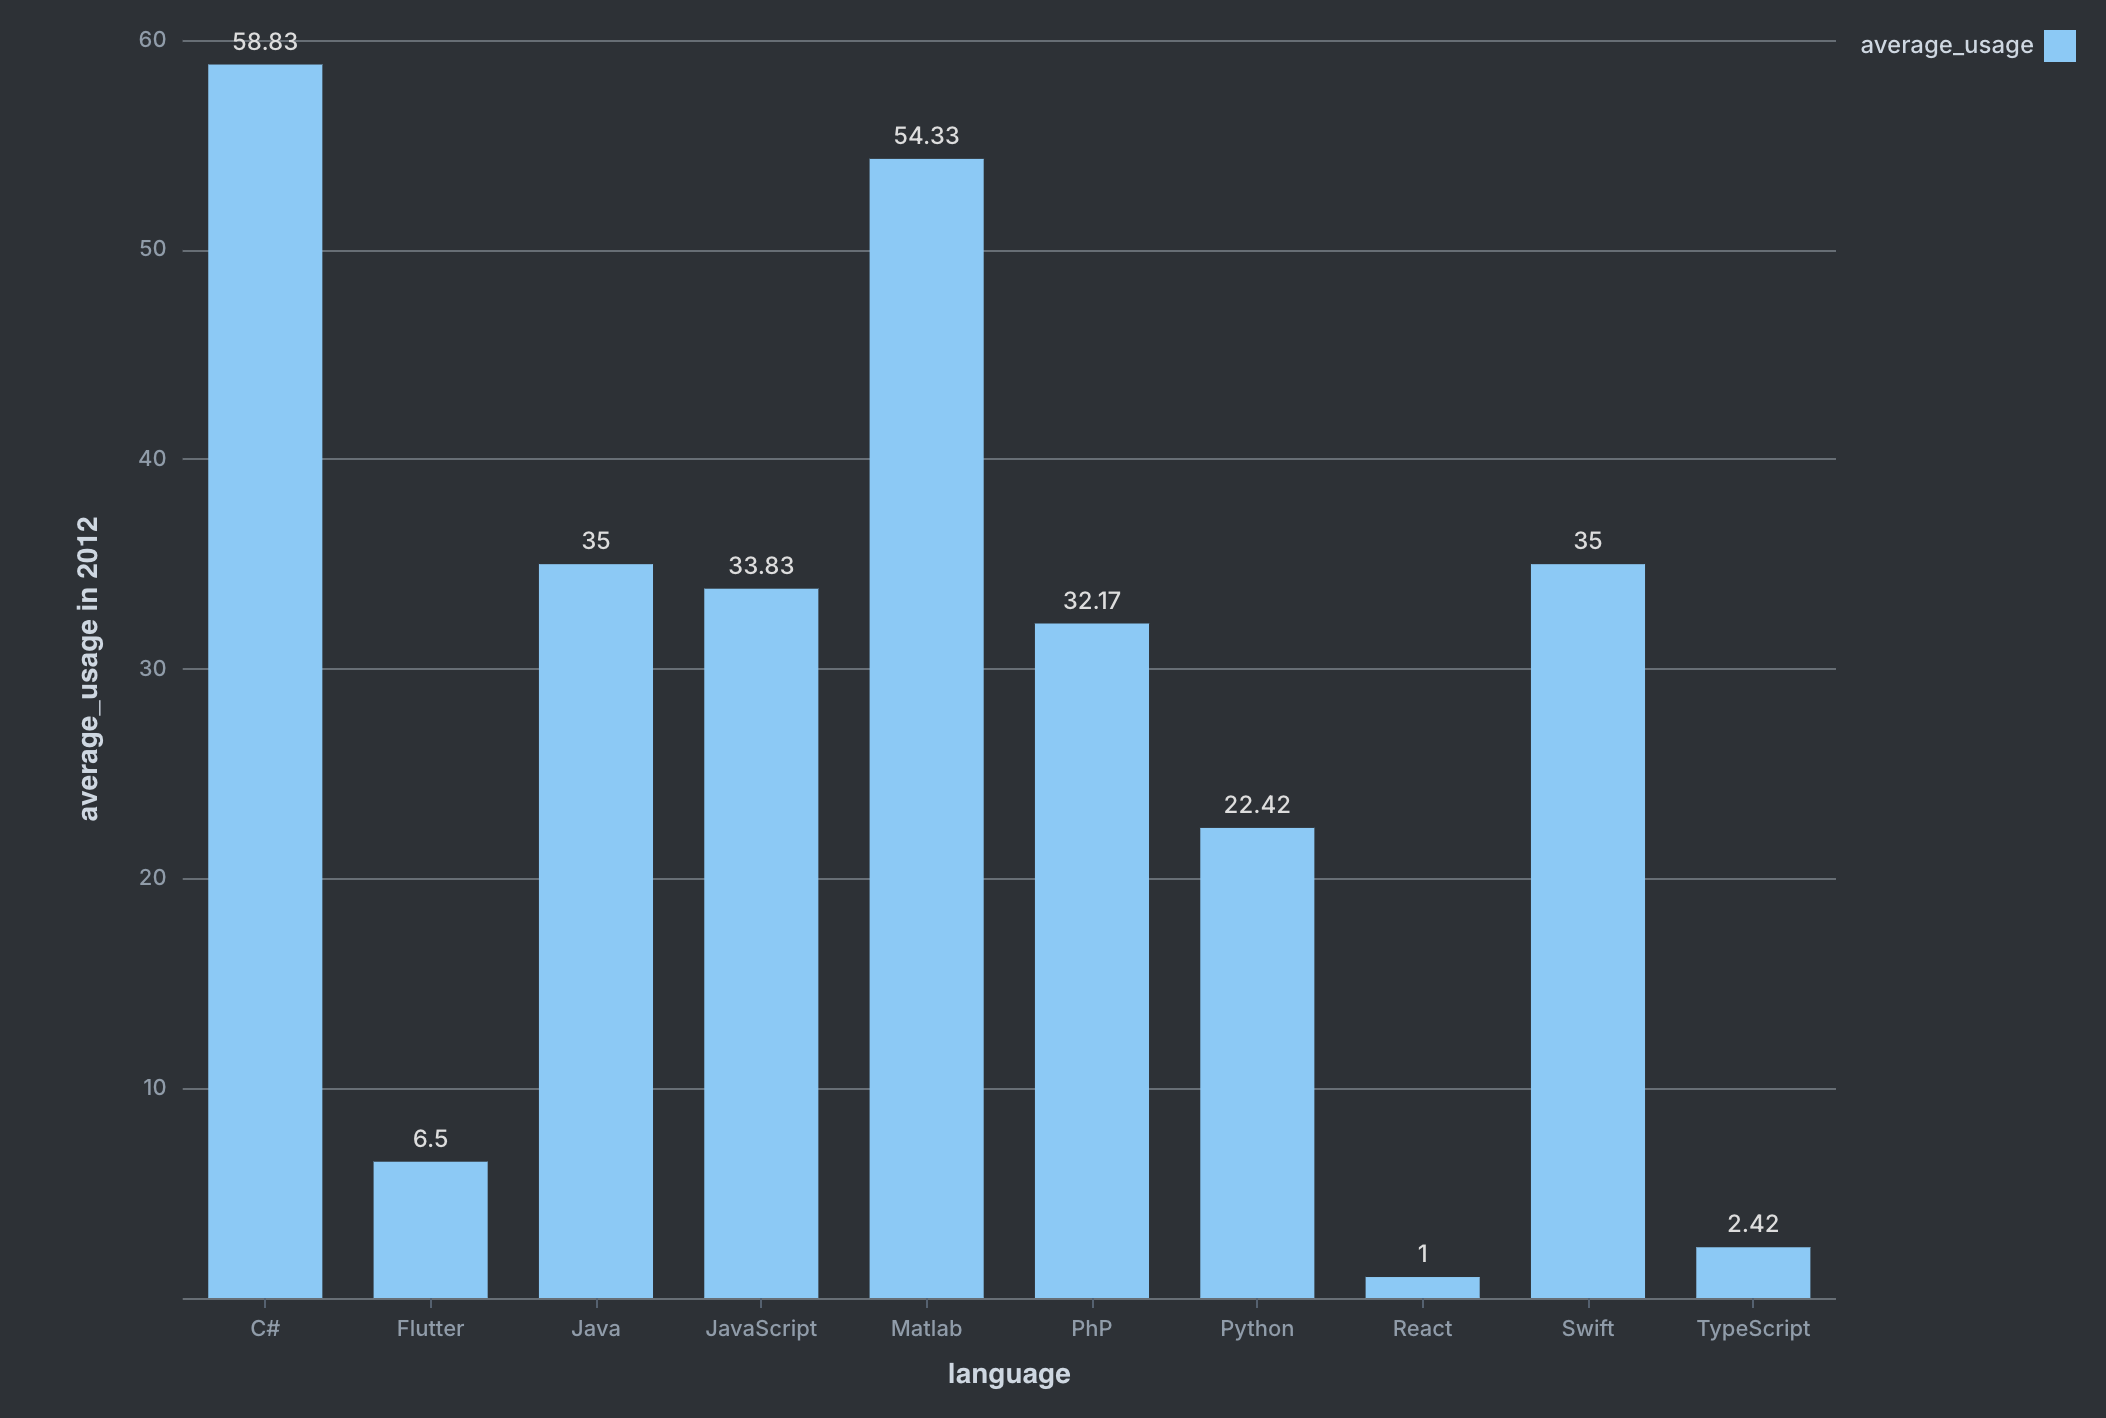 average_usage
60
50
40
30
20
10
average_usage in 2012
58.83
6.5
35
33.83
54.33
32.17
22.42
1
35
2.42
C#
Flutter
Java
JavaScript
Matlab
PhP
Python
React
Swift
TypeScript
language